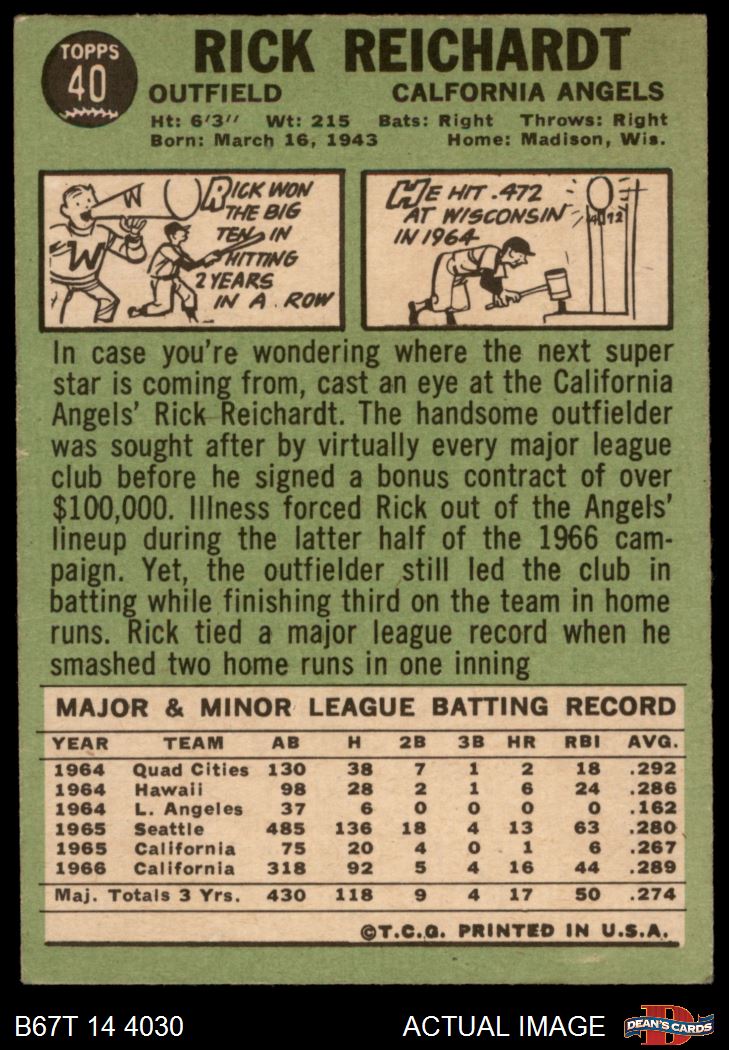 TOPPS
40
RICK REICHARDT
OUTFIELD CALFORNIA ANGELS
Ht: 6'3'' Wt: 215 Bats: Right Throws: Right
Born: March 16, 1943 Home: Madison, Wis.
W
W
RICK WON
THE BIG
TEN IN
HITTING
2 YEARS
IN A ROW
HE HIT .472
AT WISCONSIN
IN 1964
.472
In case you're wondering where the next super
star is coming from, cast an eye at the California
Angels' Rick Reichardt. The handsome outfielder
was sought after by virtually every major league
club before he signed a bonus contract of over
$100,000. Illness forced Rick out of the Angels'
lineup during the latter half of the 1966 cam-
paign. Yet, the outfielder still led the club in
batting while finishing third on the team in home
runs. Rick tied a major league record when he
smashed two home runs in one inning
MAJOR & MINOR LEAGUE BATTING RECORD
YEAR TEAM AB H 2B 3B HR RBI AVG.
1964 Quad Cities 130 38 7 1 2 18 .292
1964 Hawaii 98 28 2 1 6 24 .286
1964 L. Angeles 37 6 0 0 0 0 .162
1965 Seattle 485 136 18 4 13 63 .280
1965 California 75 20 4 0 1 6 .267
1966 California 318 92 5 4 16 44 .289
Maj. Totals 3 Yrs. 430 118 9 4 17 50 .274
©T.C.G. PRINTED IN U.S.A.
B67T 14 4030 ACTUAL IMAGE
DEAN'S CARDS